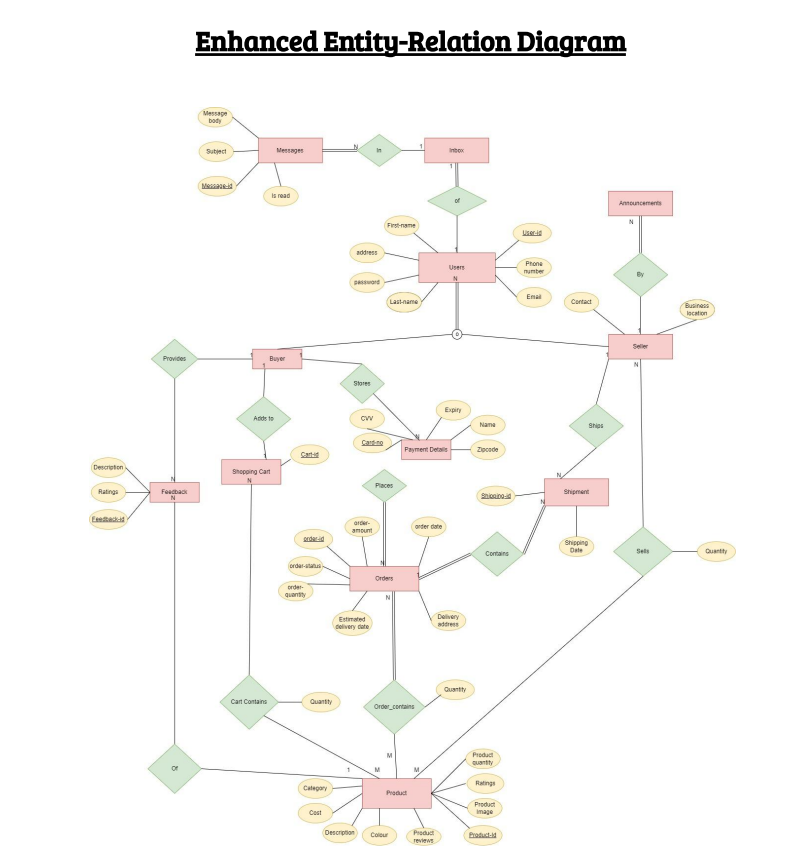 Enhanced Entity-Relation Diagram
Message
body
Subject
Message-id
Is read
Messages
N
In
1
Inbox
1
of
1
Announcements
N
By
1
First-name
address
password
Last-name
Users
N
User-id
Phone
number
Email
o
Contact
Business
location
Seller
1
N
Provides
1
Buyer
1
1
Stores
N
Adds to
1
CVV
Card-no
Expiry
Name
Zipcode
Payment Details
Ships
N
Shopping Cart
N
Cart-id
Description
Ratings
Feedback-id
N
Feedback
N
Places
N
Shipping-id
Shipment
N
Shipping
Date
order-id
order-
amount
order date
order-status
order-
quantity
Orders
1
N
Contains
Estimated
delivery date
Delivery
address
Sells
Quantity
Cart Contains
Quantity
Order_contains
Quantity
Of
1
M
M
M
Product
Category
Cost
Description
Colour
Product
reviews
Product
quantity
Ratings
Product
image
Product-Id